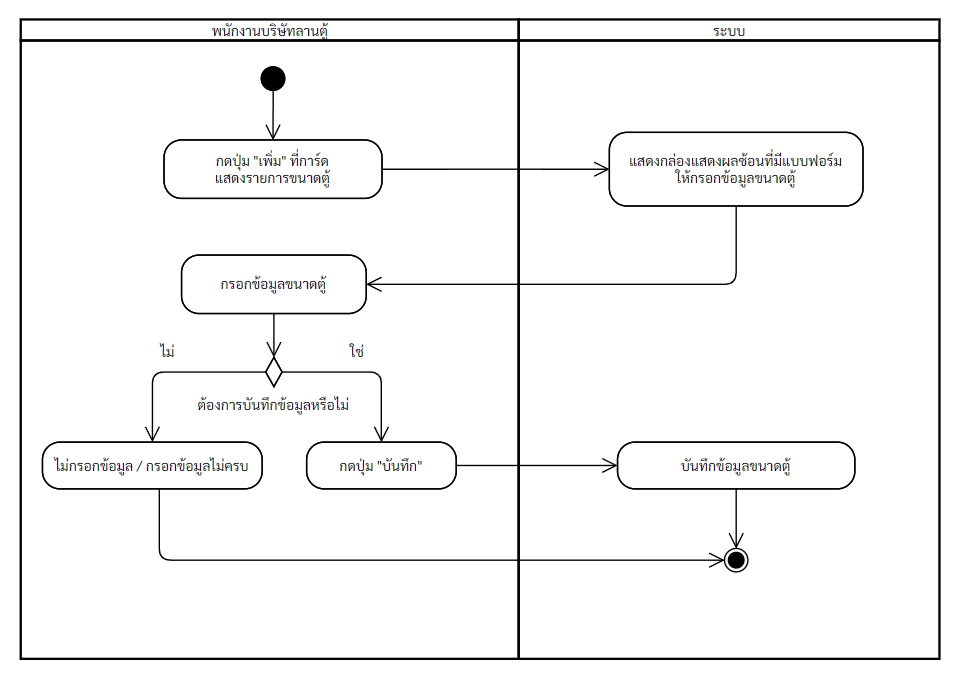 พนักงานบริษัทลานตู้
ระบบ
กดปุ่ม "เพิ่ม" ที่การ์ด
แสดงรายการขนาดตู้
แสดงกล่องแสดงผลซ้อนที่มีแบบฟอร์ม
ให้กรอกข้อมูลขนาดตู้
กรอกข้อมูลขนาดตู้
ไม่
ใช่
ต้องการบันทึกข้อมูลหรือไม่
ไม่กรอกข้อมูล / กรอกข้อมูลไม่ครบ
กดปุ่ม "บันทึก"
บันทึกข้อมูลขนาดตู้